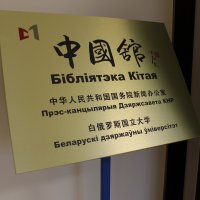 中國館
Бібліятэка Кітая
中华人民共和国国务院新闻办公室
Прэс-канцылярыя Дзяржсавета КНР
白俄罗斯国立大学
Беларускі дзяржаўны ўніверсітэт